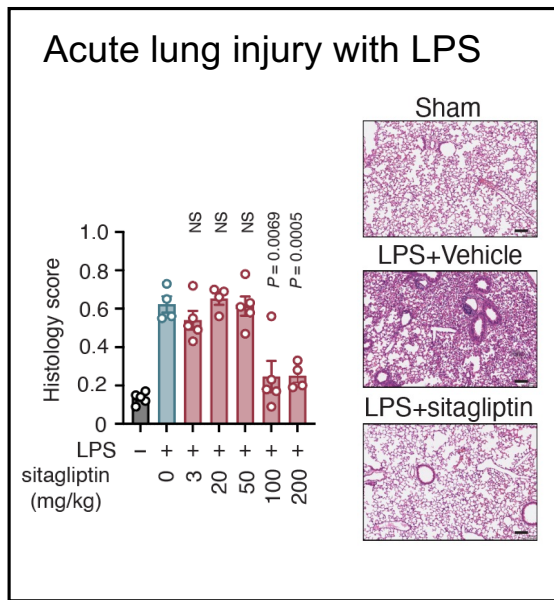 Acute lung injury with LPS
Sham
LPS+Vehicle
LPS+sitagliptin
NS
NS
NS
P = 0.0069
P = 0.0005
Histology score
1.0
0.8
0.6
0.4
0.2
0
LPS – + + + + +
sitagliptin (mg/kg) 0 3 20 50 100 200